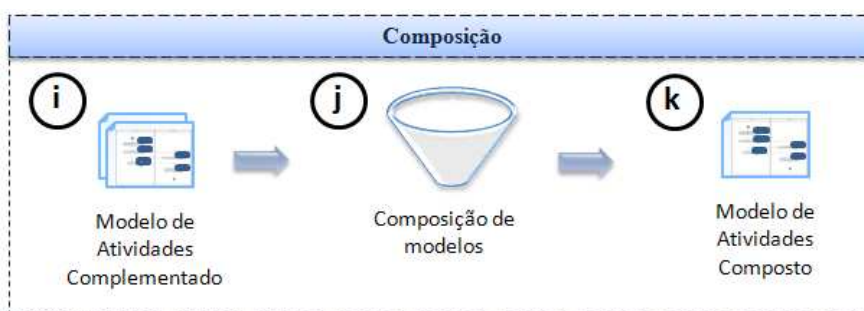 Composição
i
j
k
Modelo de
Atividades
Complementado
Composição de
modelos
Modelo de
Atividades
Composto